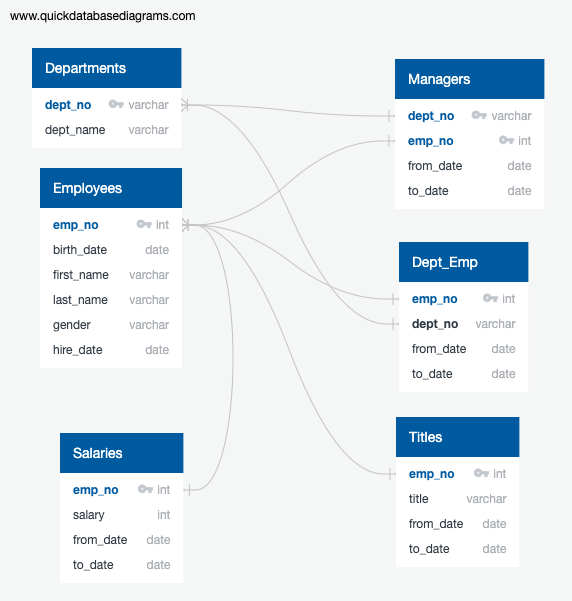 www.quickdatabasediagrams.com
Departments
dept_no varchar
dept_name varchar
Employees
emp_no int
birth_date date
first_name varchar
last_name varchar
gender varchar
hire_date date
Salaries
emp_no int
salary int
from_date date
to_date date
Managers
dept_no varchar
emp_no int
from_date date
to_date date
Dept_Emp
emp_no int
dept_no varchar
from_date date
to_date date
Titles
emp_no int
title varchar
from_date date
to_date date